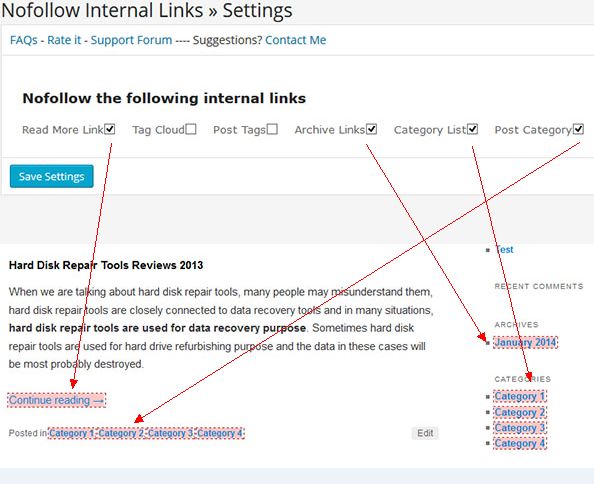 Nofollow Internal Links » Settings
FAQs - Rate it - Support Forum ---- Suggestions? Contact Me
Nofollow the following internal links
Read More Link Tag Cloud Post Tags Archive Links Category List Post Category
Save Settings
Hard Disk Repair Tools Reviews 2013
When we are talking about hard disk repair tools, many people may misunderstand them,
hard disk repair tools are closely connected to data recovery tools and in many situations,
hard disk repair tools are used for data recovery purpose. Sometimes hard disk
repair tools are used for hard drive refurbishing purpose and the data in these cases will
be most probably destroyed.
Continue reading →
Posted in Category 1-Category 2-Category 3-Category 4
Edit
Test
RECENT COMMENTS
ARCHIVES
January 2014
CATEGORIES
Category 1
Category 2
Category 3
Category 4